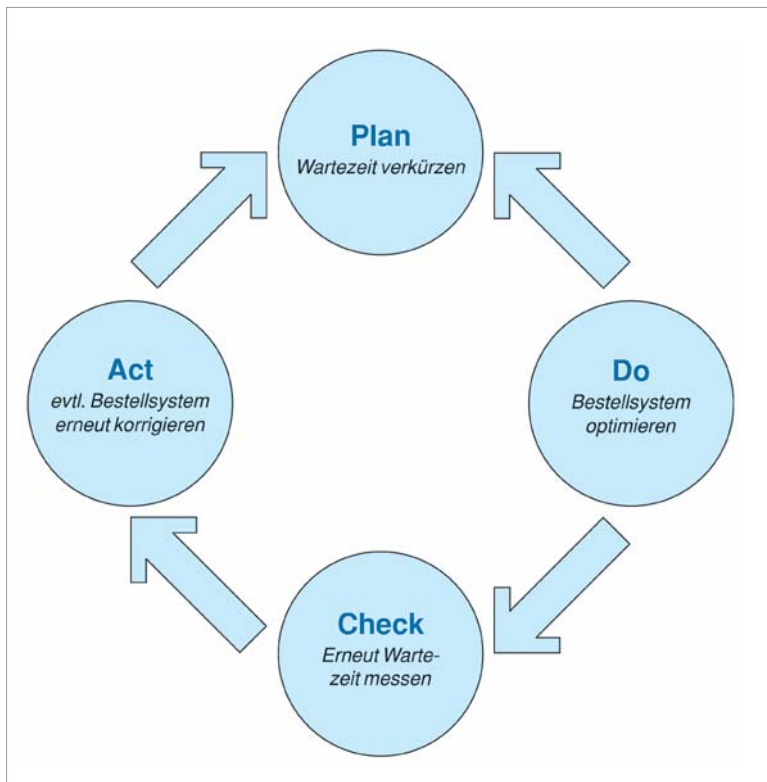 Plan
Wartezeit verkürzen
Do
Bestellsystem
optimieren
Check
Erneut Warte-
zeit messen
Act
evtl. Bestellsystem
erneut korrigieren